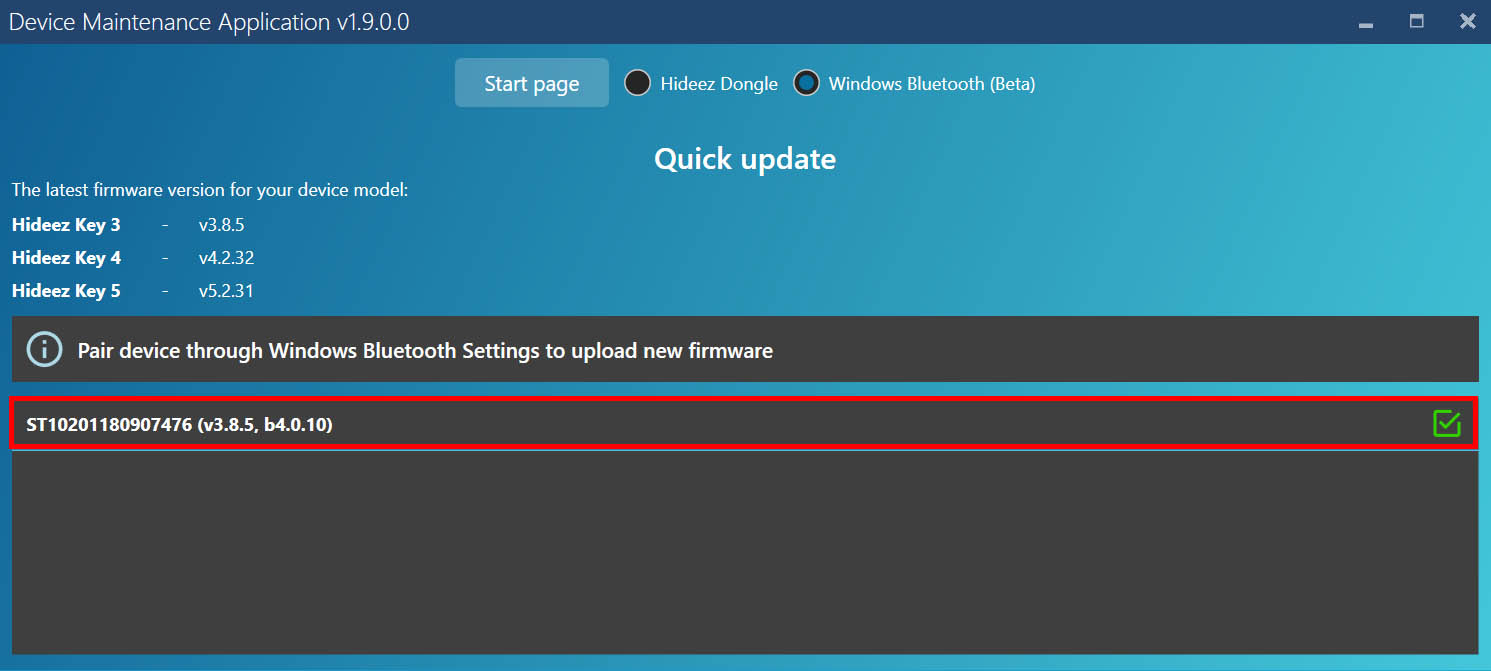 Device Maintenance Application v1.9.0.0
Start page Hideez Dongle Windows Bluetooth (Beta)
Quick update
The latest firmware version for your device model:
Hideez Key 3 - v3.8.5
Hideez Key 4 - v4.2.32
Hideez Key 5 - v5.2.31
Pair device through Windows Bluetooth Settings to upload new firmware
ST10201180907476 (v3.8.5, b4.0.10)